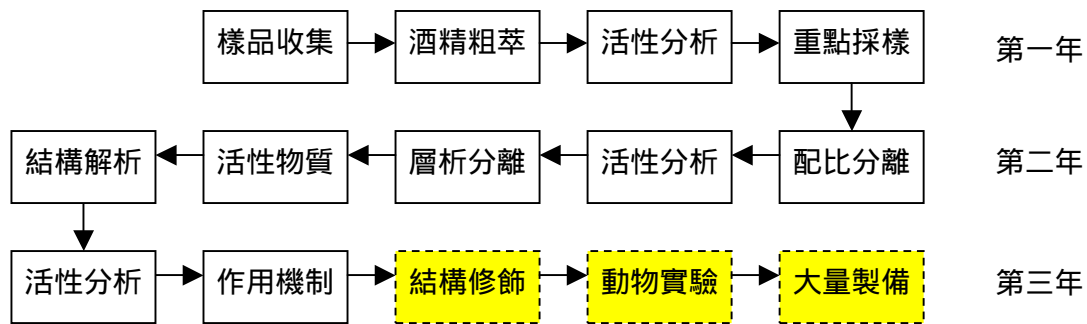 樣品收集 酒精粗萃 活性分析 重點採樣 第一年
結構解析 活性物質 層析分離 活性分析 配比分離 第二年
活性分析 作用機制 結構修飾 動物實驗 大量製備 第三年